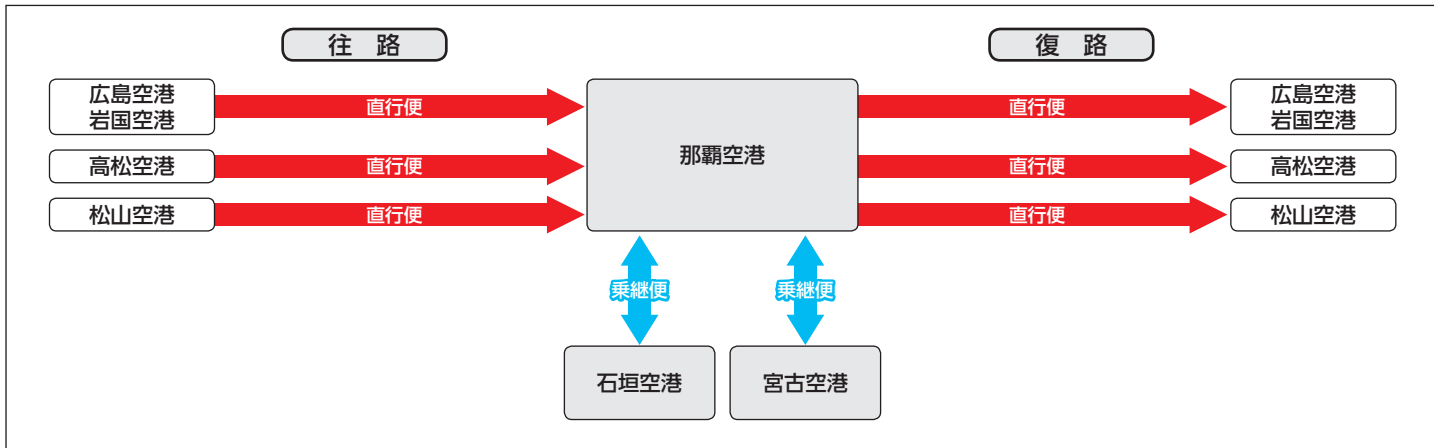 往 路
復 路
広島空港
岩国空港
直行便
那覇空港
直行便
広島空港
岩国空港
高松空港
直行便
直行便
高松空港
松山空港
直行便
直行便
松山空港
乗継便
乗継便
石垣空港
宮古空港